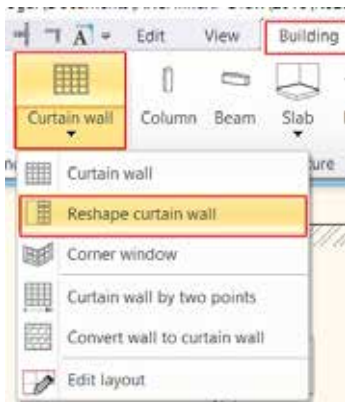 A Edit View Building
Curtain wall Column Beam Slab
ure
Curtain wall
Reshape curtain wall
Corner window
Curtain wall by two points
Convert wall to curtain wall
Edit layout